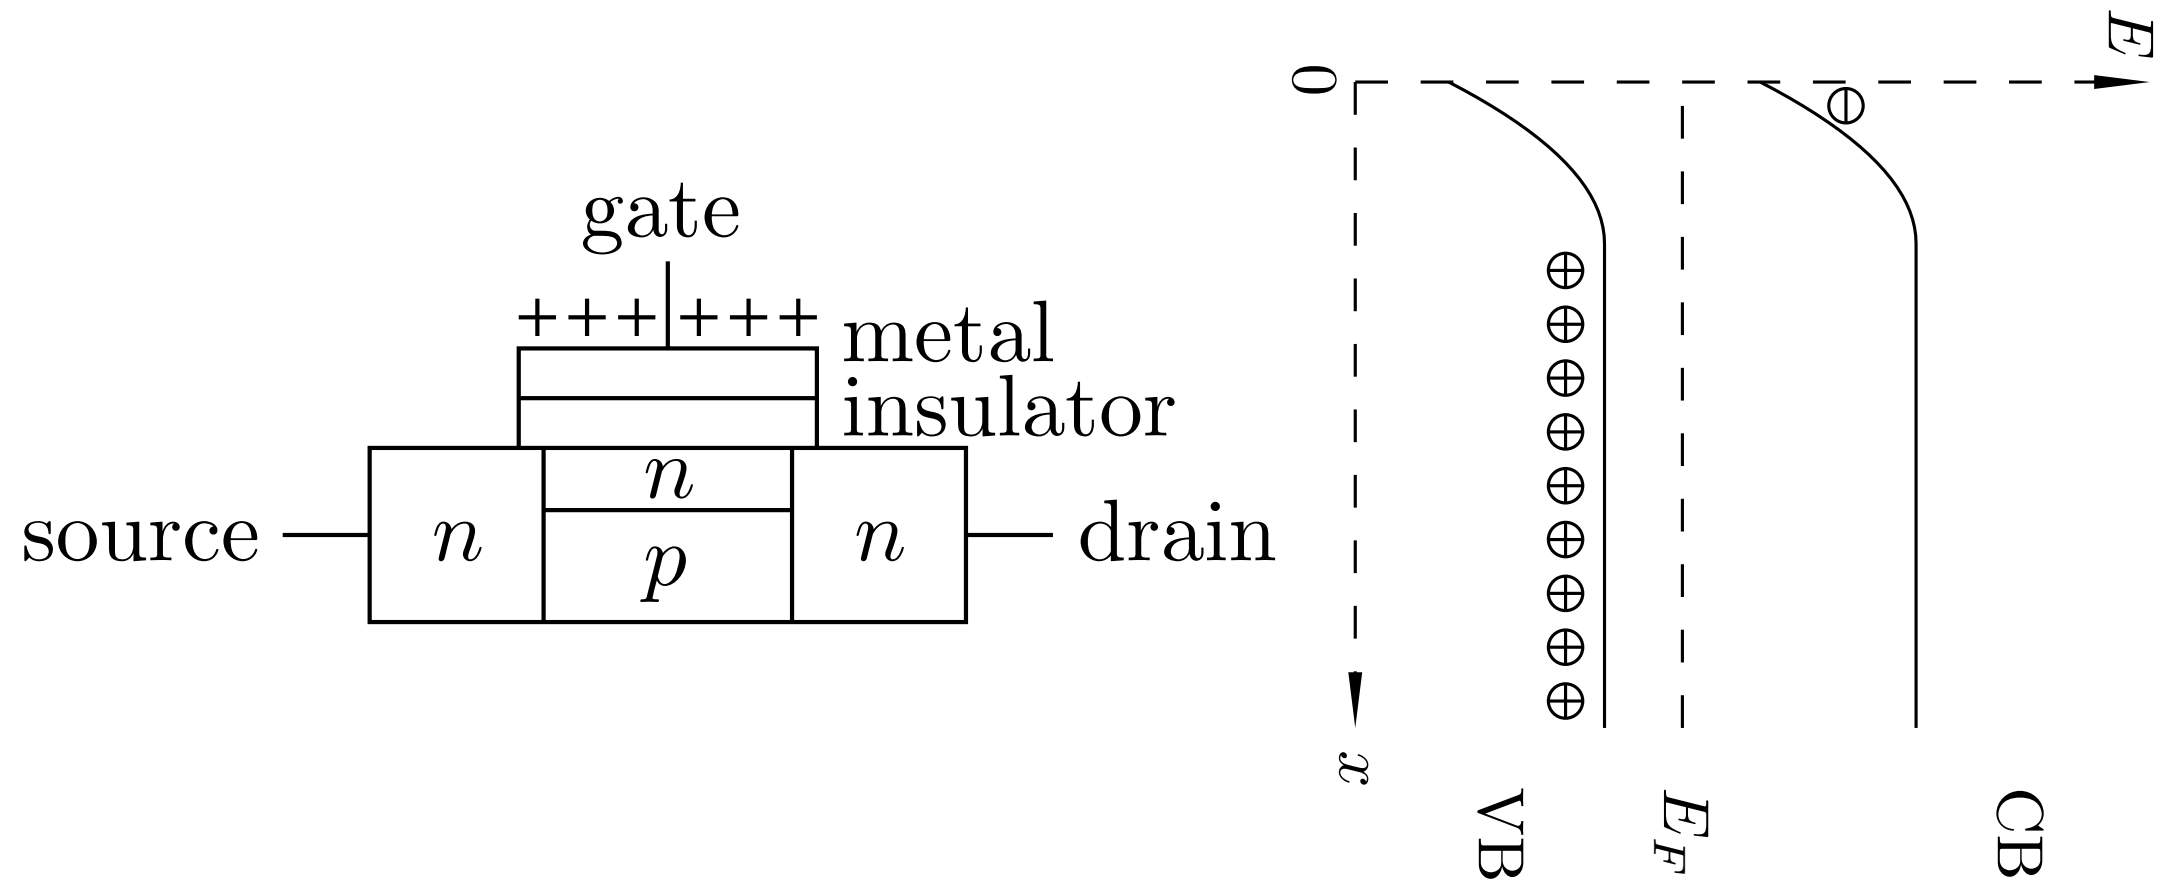 gate
+ + + + + +
metal
insulator
source
n
n
p
n
drain
0
E
x
VB
E_F
CB